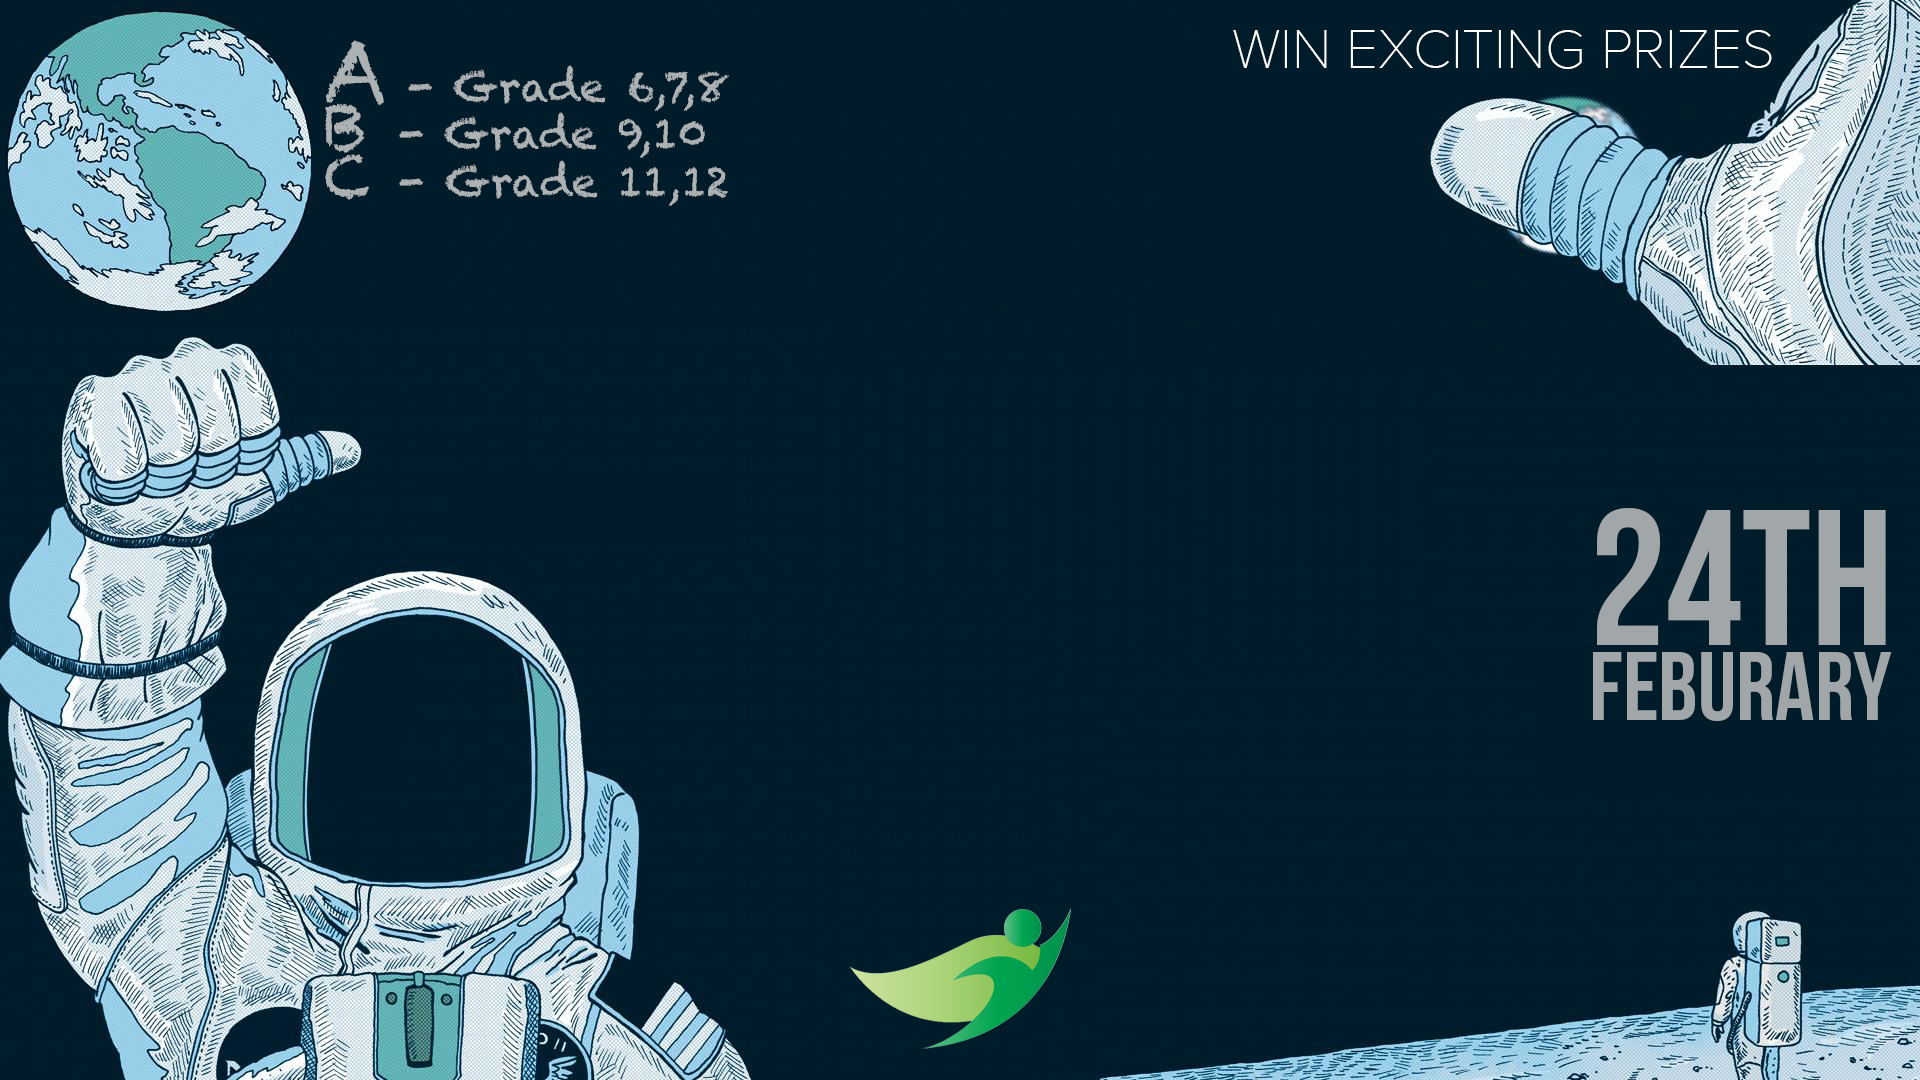 WIN EXCITING PRIZES
A - Grade 6,7,8
B - Grade 9,10
C - Grade 11,12
24TH
FEBURARY